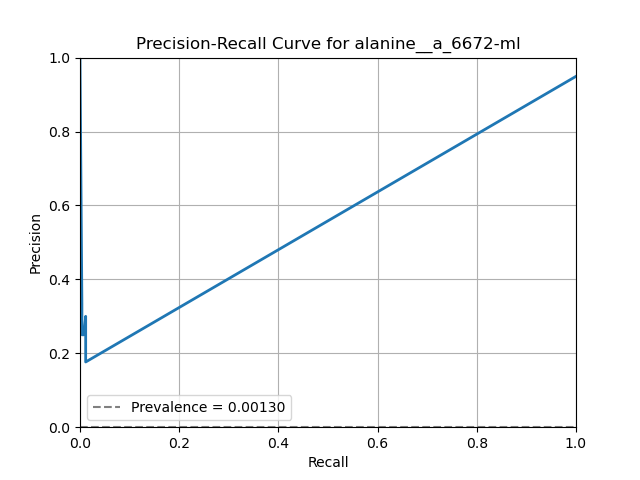 Precision-Recall Curve for alanine__a_6672-ml
1.0
0.8
0.6
0.4
0.2
0.0
Precision
Prevalence = 0.00130
0.0 0.2 0.4 0.6 0.8 1.0
Recall